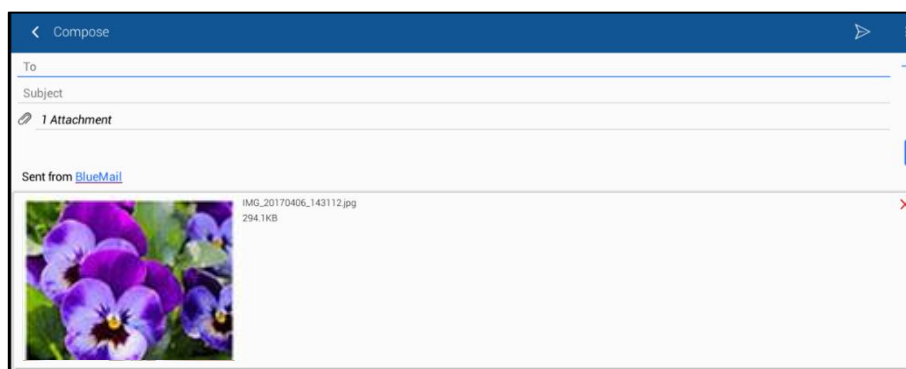 Compose
To
Subject
1 Attachment
Sent from BlueMail
IMG_20170406_143112.jpg
294.1KB